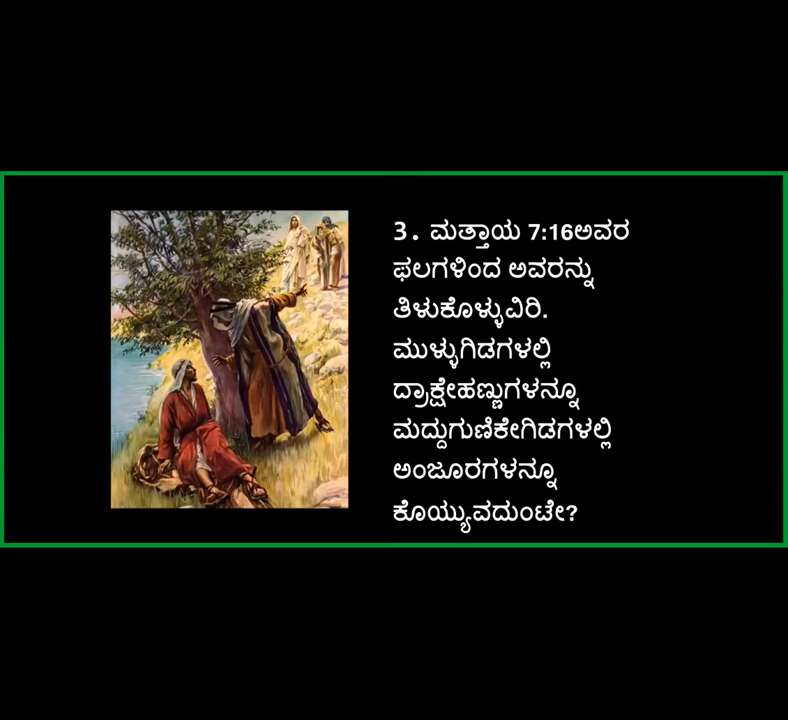 3. ಮತ್ತಾಯ 7:16ಅವರ
ಫಲಗಳಿಂದ ಅವರನ್ನು
ತಿಳುಕೊಳ್ಳುವಿರಿ.
ಮುಳ್ಳುಗಿಡಗಳಲ್ಲಿ
ದ್ರಾಕ್ಷೇಹಣ್ಣುಗಳನ್ನೂ
ಮದ್ದುಗುಣಿಕೇಗಿಡಗಳಲ್ಲಿ
ಅಂಜೂರಗಳನ್ನೂ
ಕೊಯ್ಯುವದುಂಟೇ?